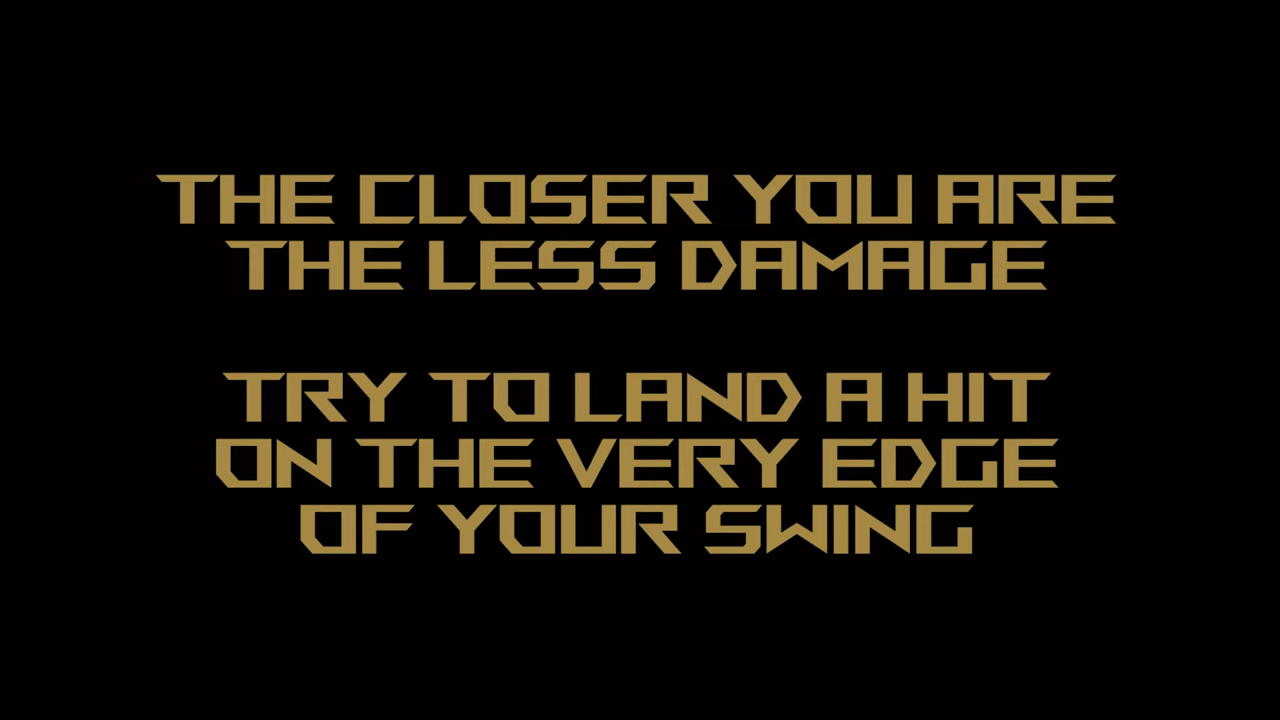 THE CLOSER YOU ARE
THE LESS DAMAGE
TRY TO LAND A HIT
ON THE VERY EDGE
OF YOUR SWING